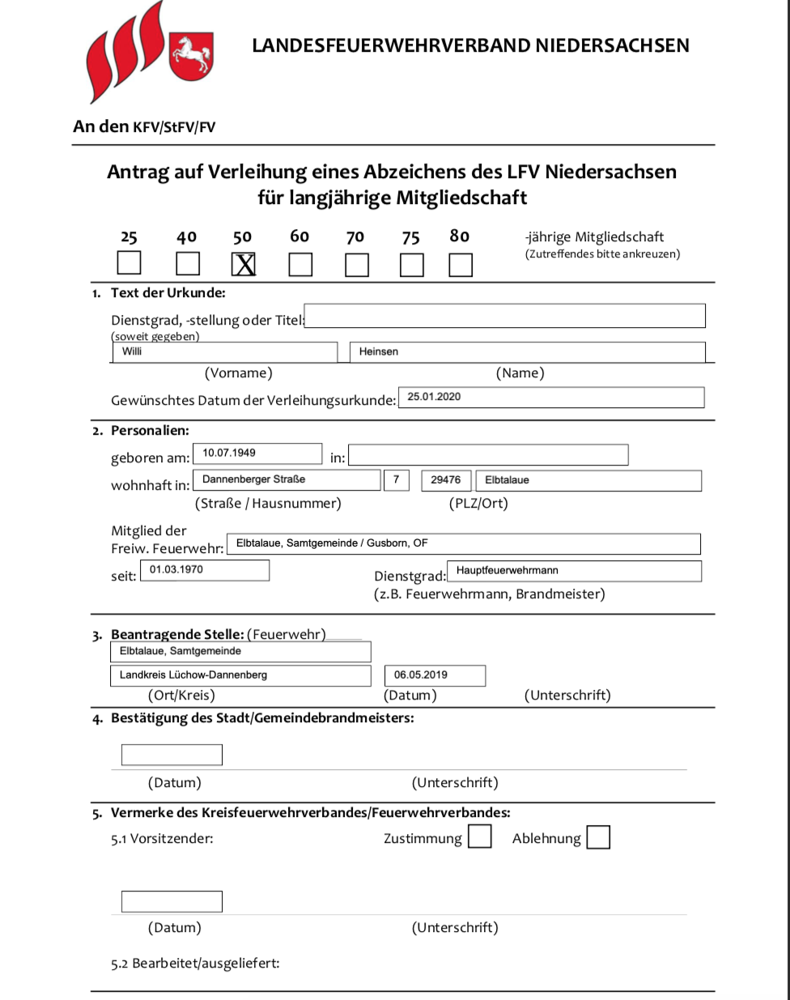 LANDESFEUERWEHRVERBAND NIEDERSACHSEN
An den KFV/StFV/FV
Antrag auf Verleihung eines Abzeichens des LFV Niedersachsen
für langjährige Mitgliedschaft
25 40 50 60 70 75 80 -jährige Mitgliedschaft
X (Zutreffendes bitte ankreuzen)
1. Text der Urkunde:
Dienstgrad, -stellung oder Titel:
(soweit gegeben)
Willi Heinsen
(Vorname) (Name)
Gewünschtes Datum der Verleihungsurkunde: 25.01.2020
2. Personalien:
geboren am: 10.07.1949 in:
wohnhaft in: Dannenberger Straße 7 29476 Elbtalaue
(Straße / Hausnummer) (PLZ/Ort)
Mitglied der
Freiw. Feuerwehr: Elbtalaue, Samtgemeinde / Gusborn, OF
seit: 01.03.1970 Dienstgrad: Hauptfeuerwehrmann
(z.B. Feuerwehrmann, Brandmeister)
3. Beantragende Stelle: (Feuerwehr)
Elbtalaue, Samtgemeinde
Landkreis Lüchow-Dannenberg 06.05.2019
(Ort/Kreis) (Datum) (Unterschrift)
4. Bestätigung des Stadt/Gemeindebrandmeisters:
(Datum) (Unterschrift)
5. Vermerke des Kreisfeuerwehrverbandes/Feuerwehrverbandes:
5.1 Vorsitzender: Zustimmung Ablehnung
(Datum) (Unterschrift)
5.2 Bearbeitet/ausgeliefert: